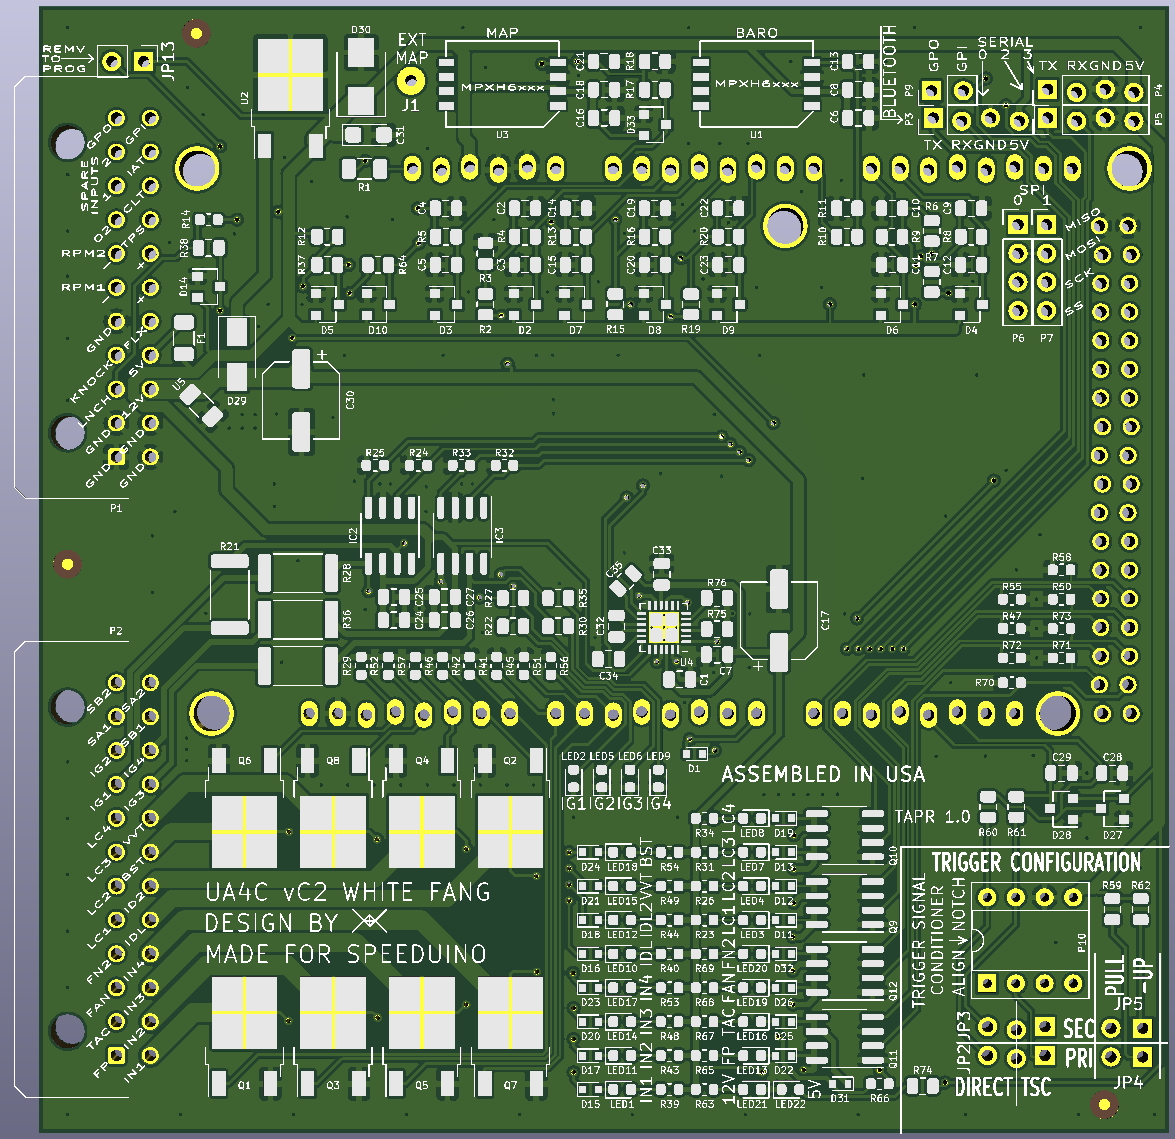 REMV
TO
PROG
JP13
D30
U2
EXT
MAP
J1
C31
R1
MAP
MPXH6xxx
U3
C21
R18
C18
R17
C16
D33
BARO
MPXH6xxx
U1
C13
C8
C6
BLUETOOTH
GPO
GPI
SERIAL
0 2 3
TX RXGND5V
P9
P3
P4
P5
TX RXGND5V
SPI
0 1
MISO
MOSI
SCK
SS
P6
P7
SPARE
INPUTS
GPO
GPI
2
IAT
1
CLT
O2
TPS
RPM2
-
+
RPM1
-
+
GND
FLX
KNOCK
5V
LNCH
12V
GND
GND
GND
GND
P1
R14
R38
D14
F1
D29
U5
C30
+
R12
R37
R64
D5
D10
C4
R5
C5
D3
R3
R2
C2
R4
C3
D2
C14
R13
C15
D7
R15
C19
R16
C20
D8
R19
C22
R20
C23
D9
R11
R10
C10
R9
C11
D6
R6
R7
C9
R8
C12
D4
R25
R24
R33
R32
IC2
IC3
R21
R28
R36
C25
C24
C27
C26
R27
R22
R35
R30
C35
C33
C32
C34
U4
R76
R75
C7
C1
C17
+
R58
R55
R50
R47
R73
R72
R71
R70
R29
R52
R57
R46
R42
R41
R45
R51
R56
P2
SB2
SA2
SA1
SB1
IG2
IG4
IG1
IG3
LC4
VVT
LC3
BST
LC2
ID2
LC1
IDL
FN2
IN4
FAN
IN3
TAC
IN2
FP
IN1
Q6
Q8
Q4
Q2
LED2
LED5
LED6
LED9
G1
G2
G3
G4
D1
ASSEMBLED IN USA
TAPR 1.0
C29
C28
R60
R61
D28
D27
UA4C vC2 WHITE FANG
DESIGN BY
MADE FOR SPEEDUINO
Q1
Q3
Q5
Q7
R34
LC4
LED8
D19
D24
LED18
BST
R54
R31
LC3
LED7
D13
D21
LED15
VVT
R49
R26
LC2
LED4
D12
D18
LED12
IDL2
R44
R23
LC1
LED3
D11
D16
LED10
IDL
R40
R69
FN2
LED20
D32
D23
LED17
IN4
R53
R66
FAN
LED19
D26
D20
LED14
IN3
R48
R67
TAC
LED16
D25
D17
LED11
IN2
R43
R65
FP
LED13
D22
D15
LED1
IN1
R39
R63
12V
LED21
LED22
5V
D31
R66
R74
Q10
Q9
Q12
Q11
TRIGGER CONFIGURATION
TRIGGER SIGNAL
CONDITIONER
ALIGN V NOTCH
P10
R59
R62
PULL
-UP
JP5
JP3
SEC
JP2
PRI
JP4
DIRECT TSC